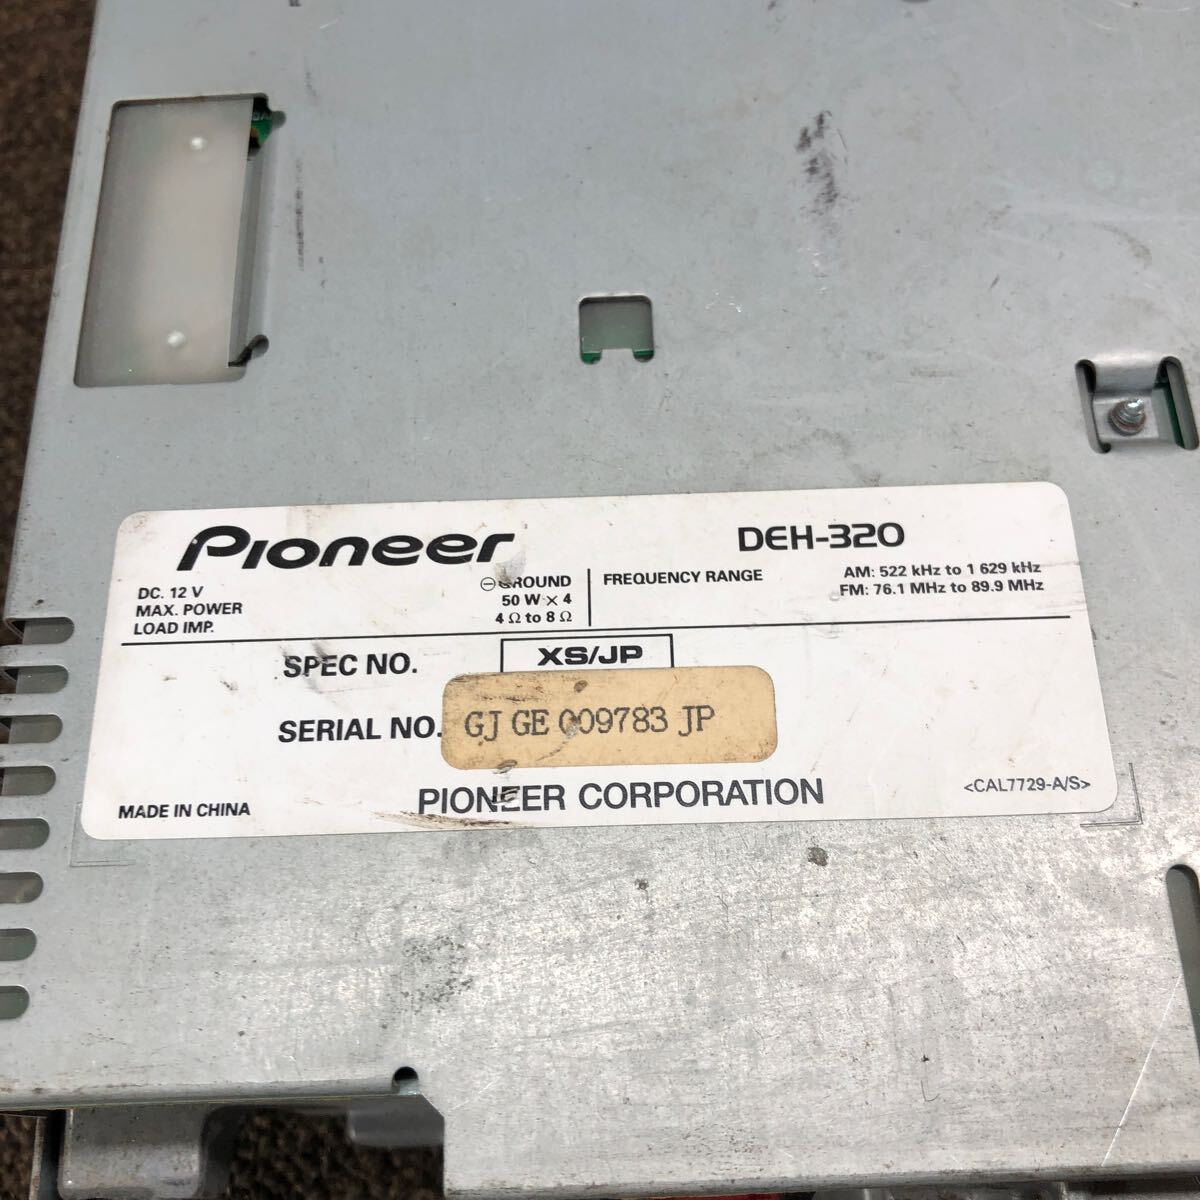 Pioneer
DEH-320
DC. 12 V ⊖ GROUND
MAX. POWER 50 W × 4
LOAD IMP. 4 Ω to 8 Ω
FREQUENCY RANGE AM: 522 kHz to 1 629 kHz
FM: 76.1 MHz to 89.9 MHz
SPEC NO. XS/JP
SERIAL NO. GJ GE 009783 JP
MADE IN CHINA
PIONEER CORPORATION
<CAL7729-A/S>